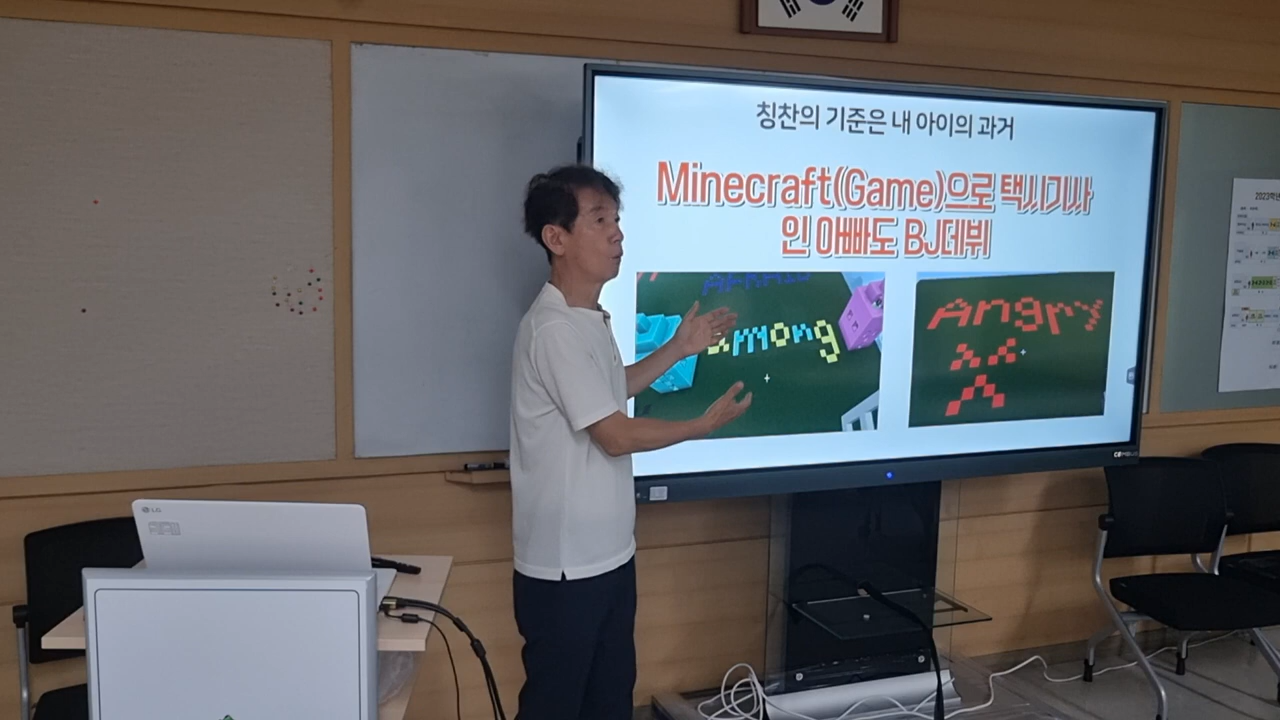 칭찬의 기준은 내 아이의 과거
Minecraft(Game)으로 택시기사
인 아빠도 BJ데뷔
among
Angry
LG